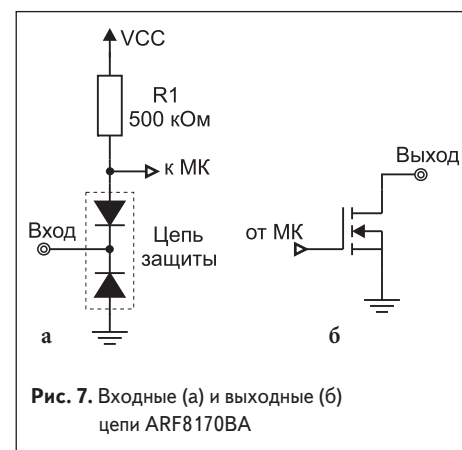 VCC
R1
500 кОм
к МК
Вход
Цепь
защиты
а
Выход
от МК
б
Рис. 7. Входные (а) и выходные (б)
цепи ARF8170BA